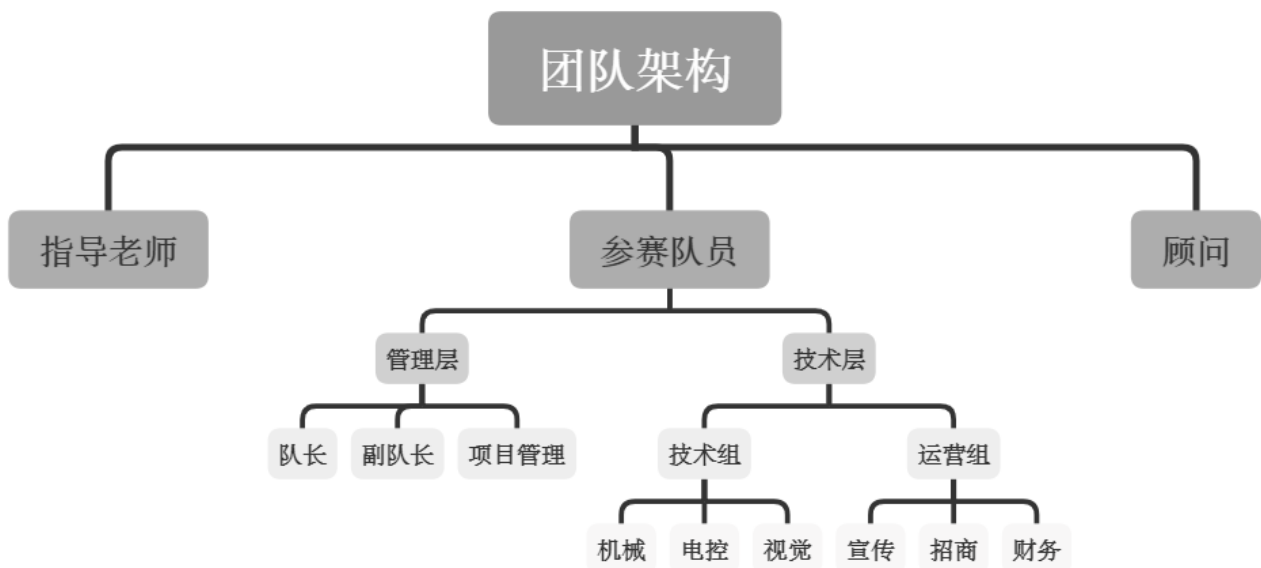 团队架构
指导老师
参赛队员
顾问
管理层
技术层
队长
副队长
项目管理
技术组
运营组
机械
电控
视觉
宣传
招商
财务